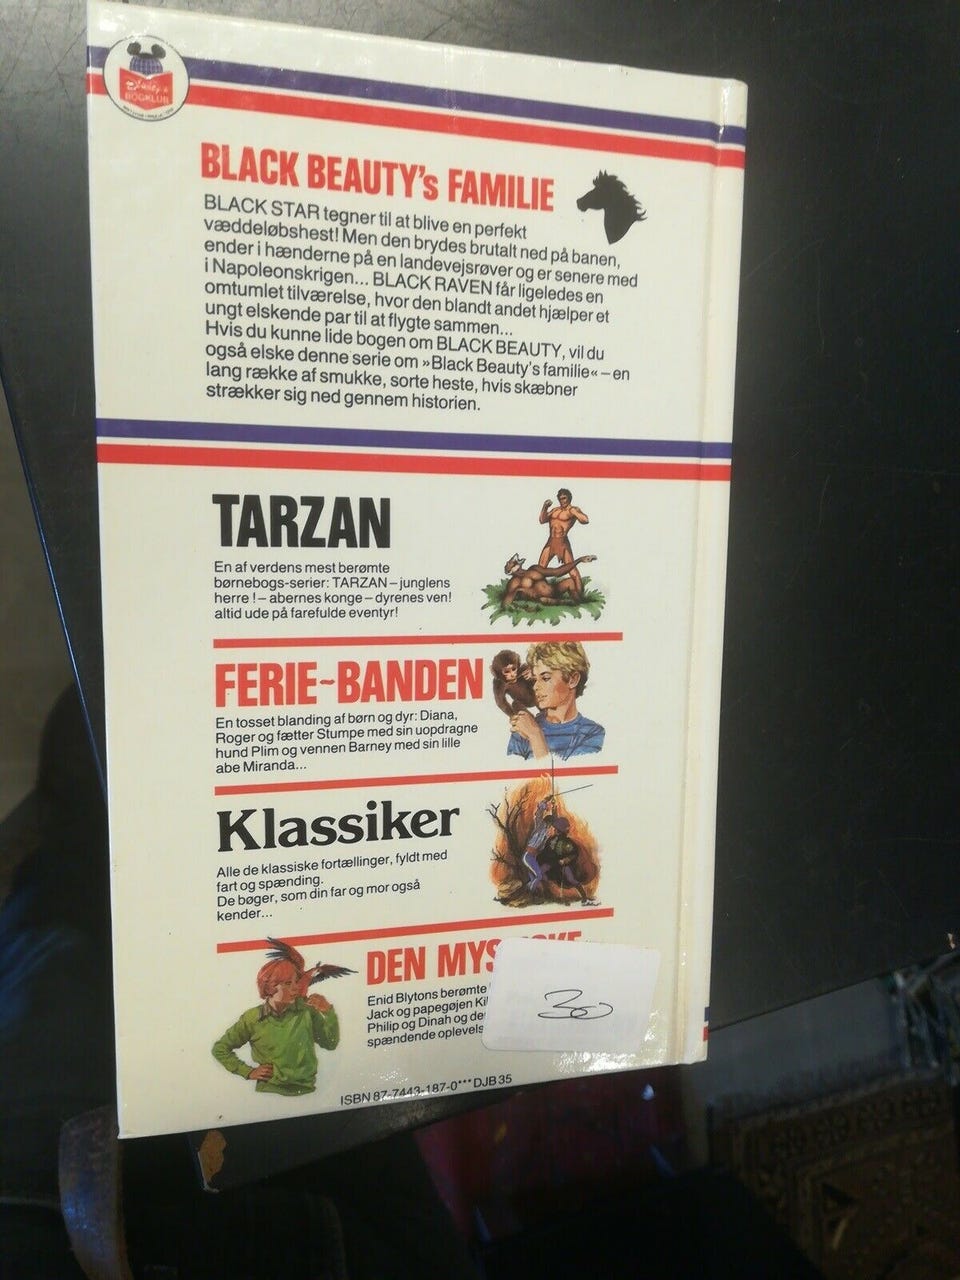 Disney's
BOGKLUB
BLACK BEAUTY's FAMILIE
BLACK STAR tegner til at blive en perfekt
væddeløbshest! Men den brydes brutalt ned på banen,
ender i hænderne på en landevejsrøver og er senere med
i Napoleonskrigen... BLACK RAVEN får ligeledes en
omtumlet tilværelse, hvor den blandt andet hjælper et
ungt elskende par til at flygte sammen...
Hvis du kunne lide bogen om BLACK BEAUTY, vil du
også elske denne serie om »Black Beauty's familie« – en
lang række af smukke, sorte heste, hvis skæbner
strækker sig ned gennem historien.
TARZAN
En af verdens mest berømte
børnebogs-serier: TARZAN – junglens
herre ! – abernes konge – dyrenes ven!
altid ude på farefulde eventyr!
FERIE-BANDEN
En tosset blanding af børn og dyr: Diana,
Roger og fætter Stumpe med sin uopdragne
hund Plim og vennen Barney med sin lille
abe Miranda...
Klassiker
Alle de klassiske fortællinger, fyldt med
fart og spænding.
De bøger, som din far og mor også
kender...
DEN MYS
Enid Blytons berømte
Jack og papegøjen
Philip og Dinah og
spændende
30
ISBN 87-7443-187-0*** DJB 35